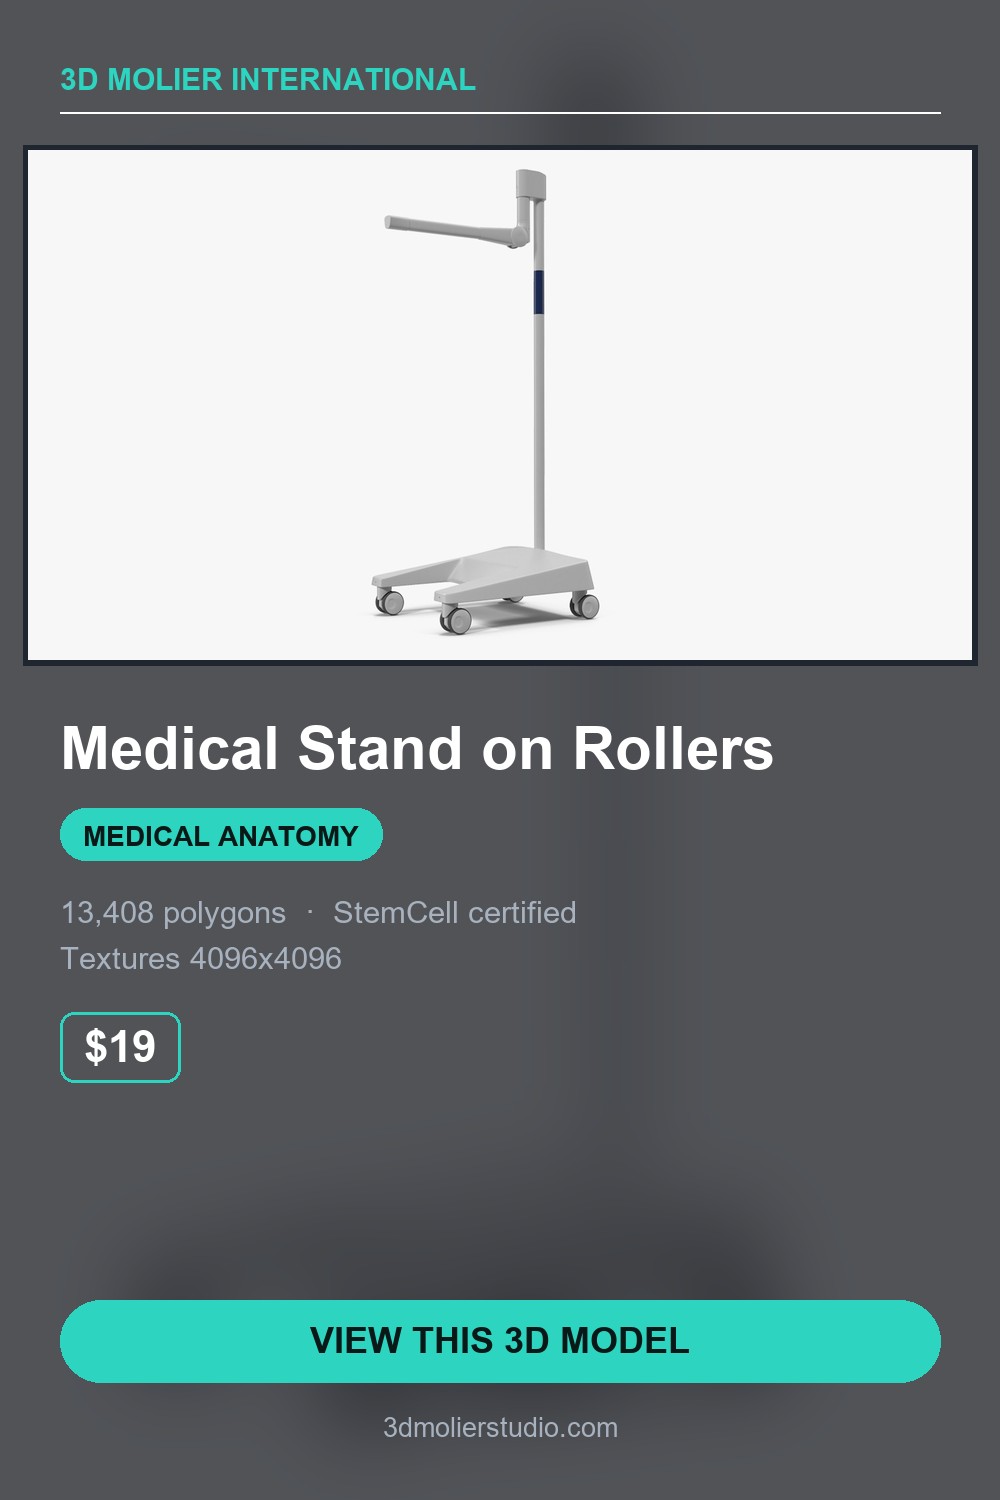 3D MOLIER INTERNATIONAL
Medical Stand on Rollers
MEDICAL ANATOMY
13,408 polygons · StemCell certified
Textures 4096x4096
$19
VIEW THIS 3D MODEL
3dmolierstudio.com